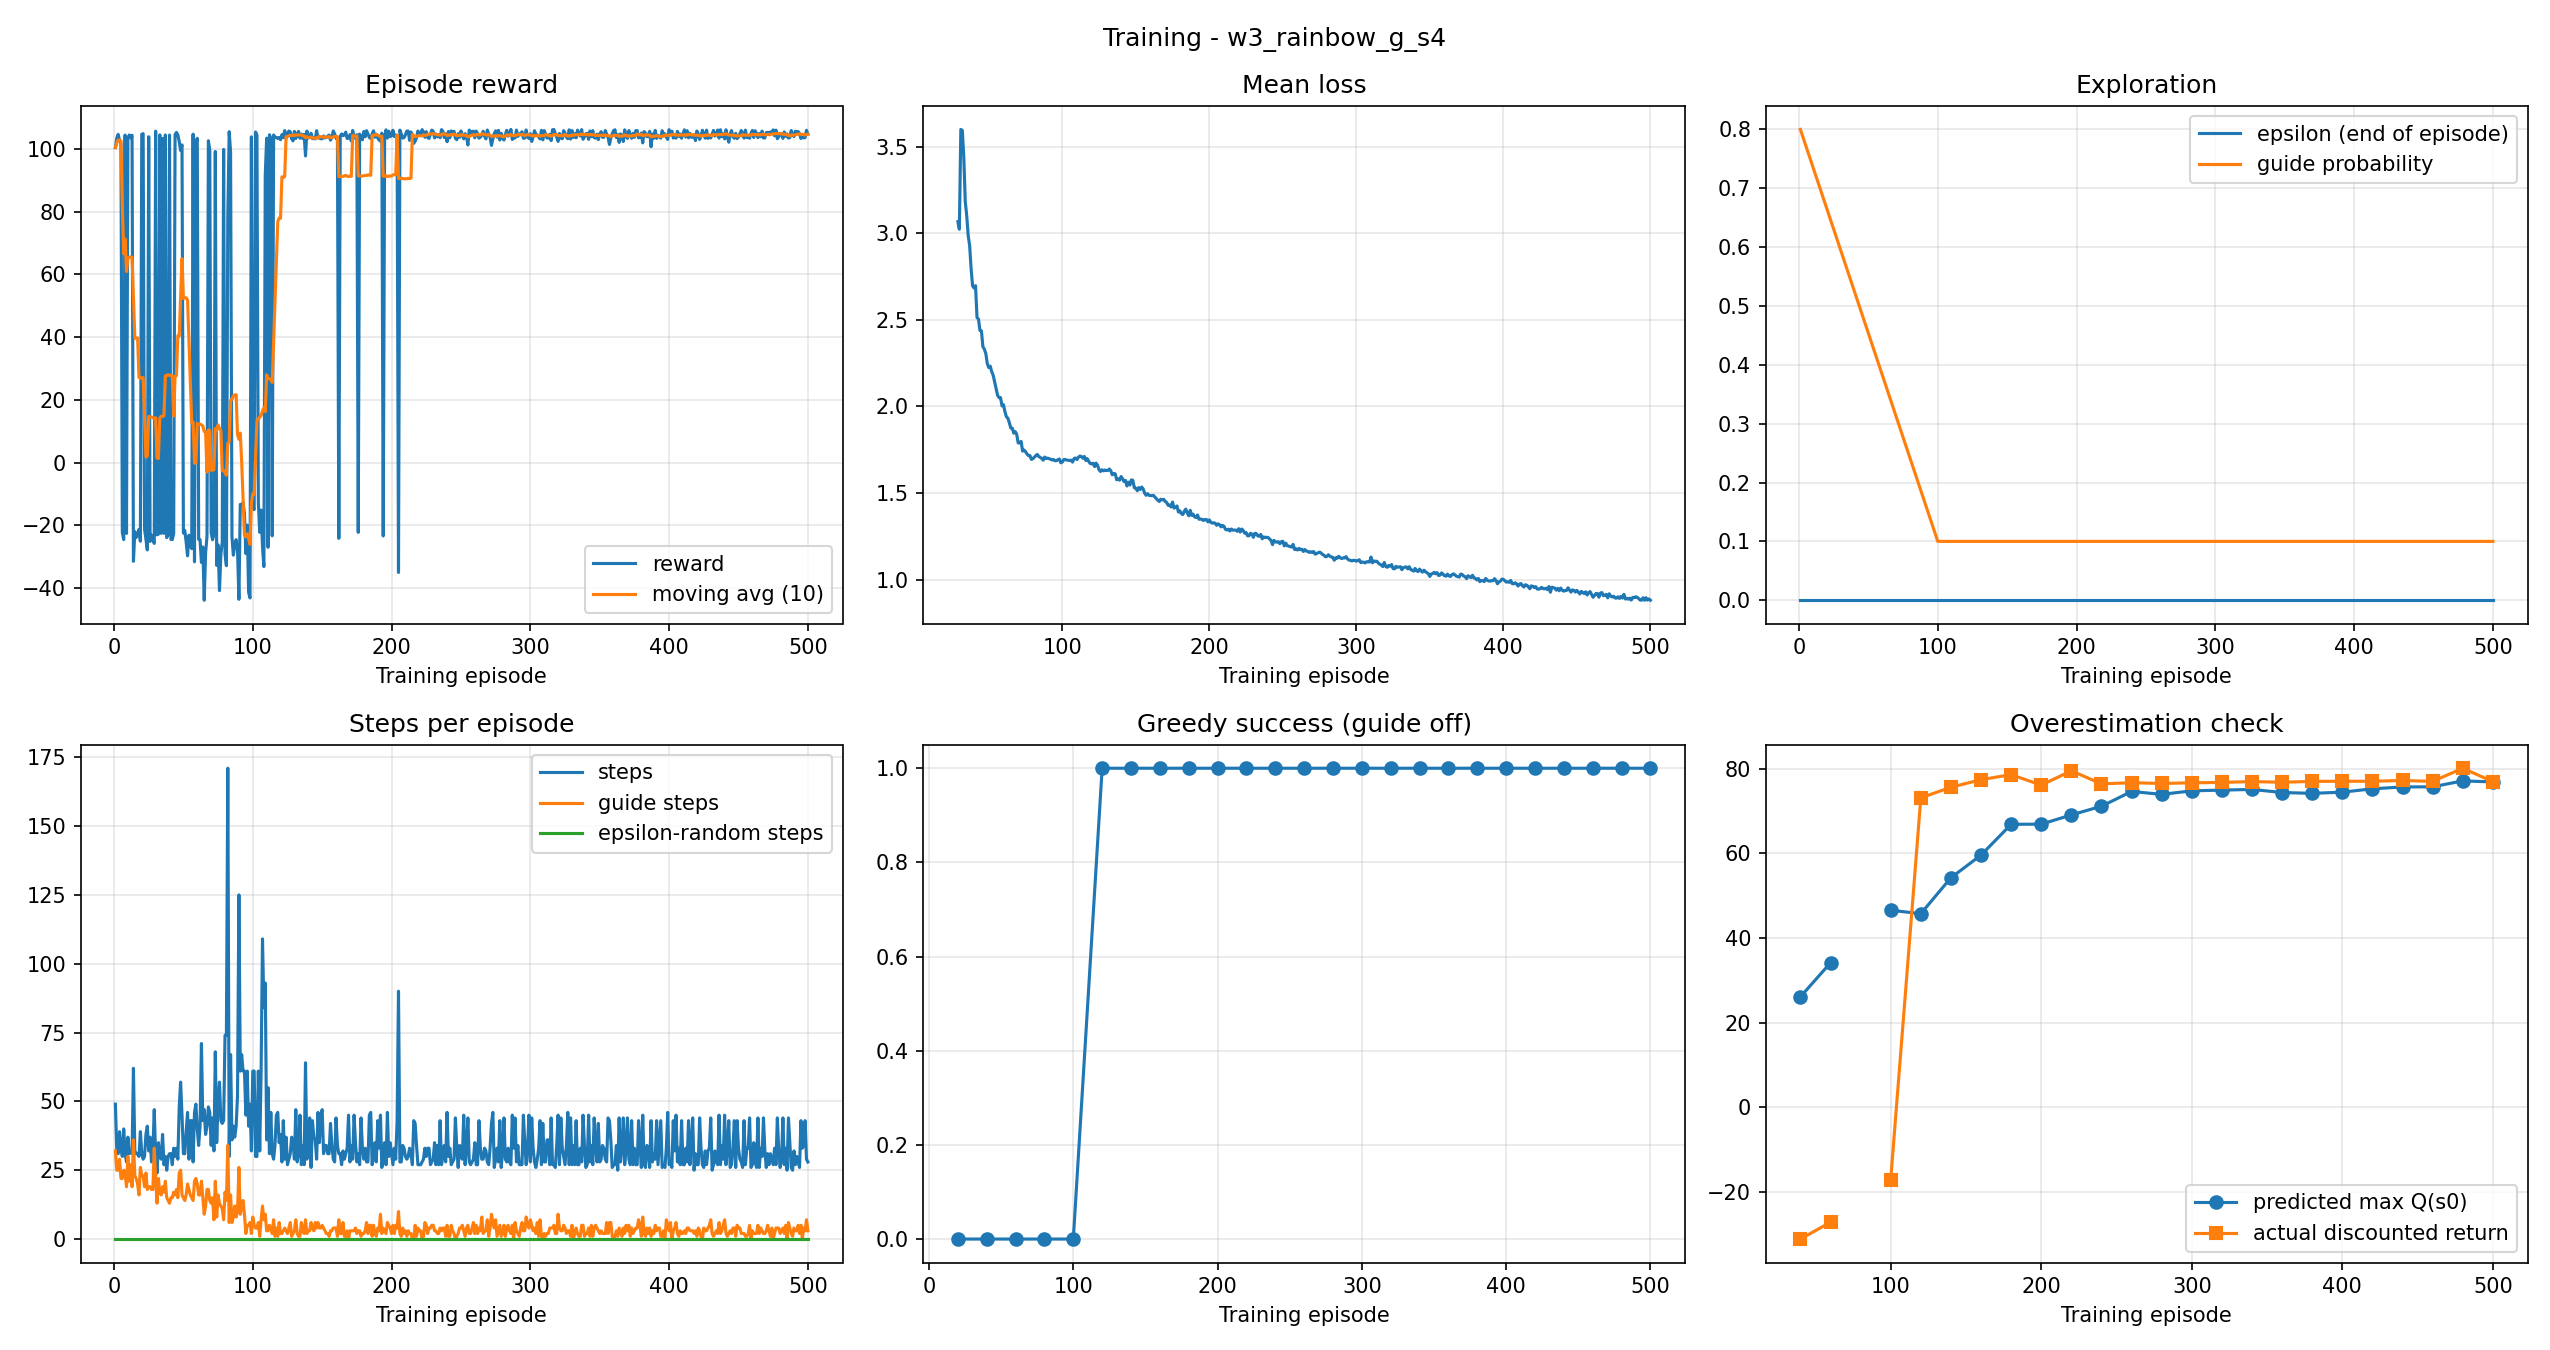 Training - w3_rainbow_g_s4
Episode reward
100
80
60
40
20
0
−20
−40
reward
moving avg (10)
0 100 200 300 400 500
Training episode
Mean loss
3.5
3.0
2.5
2.0
1.5
1.0
100 200 300 400 500
Training episode
Exploration
0.8
0.7
0.6
0.5
0.4
0.3
0.2
0.1
0.0
epsilon (end of episode)
guide probability
0 100 200 300 400 500
Training episode
Steps per episode
175
150
125
100
75
50
25
0
steps
guide steps
epsilon-random steps
0 100 200 300 400 500
Training episode
Greedy success (guide off)
1.0
0.8
0.6
0.4
0.2
0.0
0 100 200 300 400 500
Training episode
Overestimation check
80
60
40
20
0
−20
predicted max Q(s0)
actual discounted return
100 200 300 400 500
Training episode